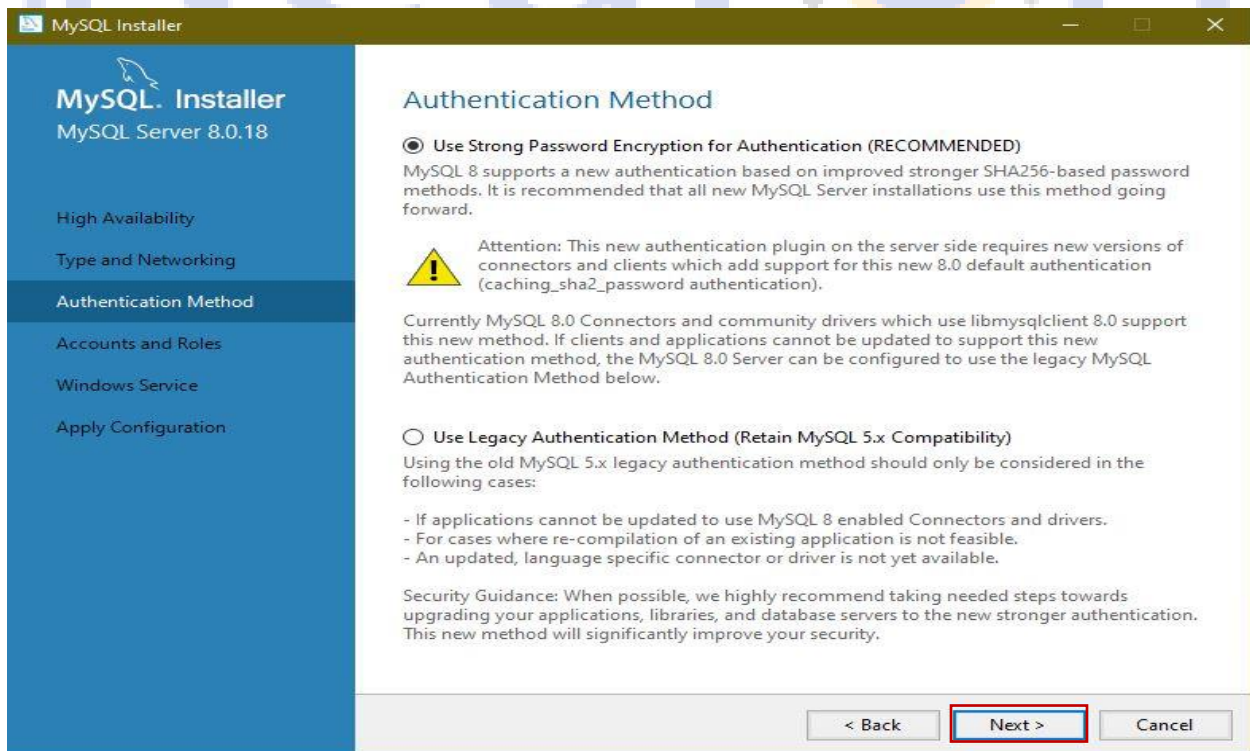 MySQL Installer
MySQL. Installer
MySQL Server 8.0.18
High Availability
Type and Networking
Authentication Method
Accounts and Roles
Windows Service
Apply Configuration
Authentication Method
Use Strong Password Encryption for Authentication (RECOMMENDED)
MySQL 8 supports a new authentication based on improved stronger SHA256-based password
methods. It is recommended that all new MySQL Server installations use this method going
forward.
Attention: This new authentication plugin on the server side requires new versions of
connectors and clients which add support for this new 8.0 default authentication
(caching_sha2_password authentication).
Currently MySQL 8.0 Connectors and community drivers which use libmysqlclient 8.0 support
this new method. If clients and applications cannot be updated to support this new
authentication method, the MySQL 8.0 Server can be configured to use the legacy MySQL
Authentication Method below.
Use Legacy Authentication Method (Retain MySQL 5.x Compatibility)
Using the old MySQL 5.x legacy authentication method should only be considered in the
following cases:
- If applications cannot be updated to use MySQL 8 enabled Connectors and drivers.
- For cases where re-compilation of an existing application is not feasible.
- An updated, language specific connector or driver is not yet available.
Security Guidance: When possible, we highly recommend taking needed steps towards
upgrading your applications, libraries, and database servers to the new stronger authentication.
This new method will significantly improve your security.
< Back
Next >
Cancel